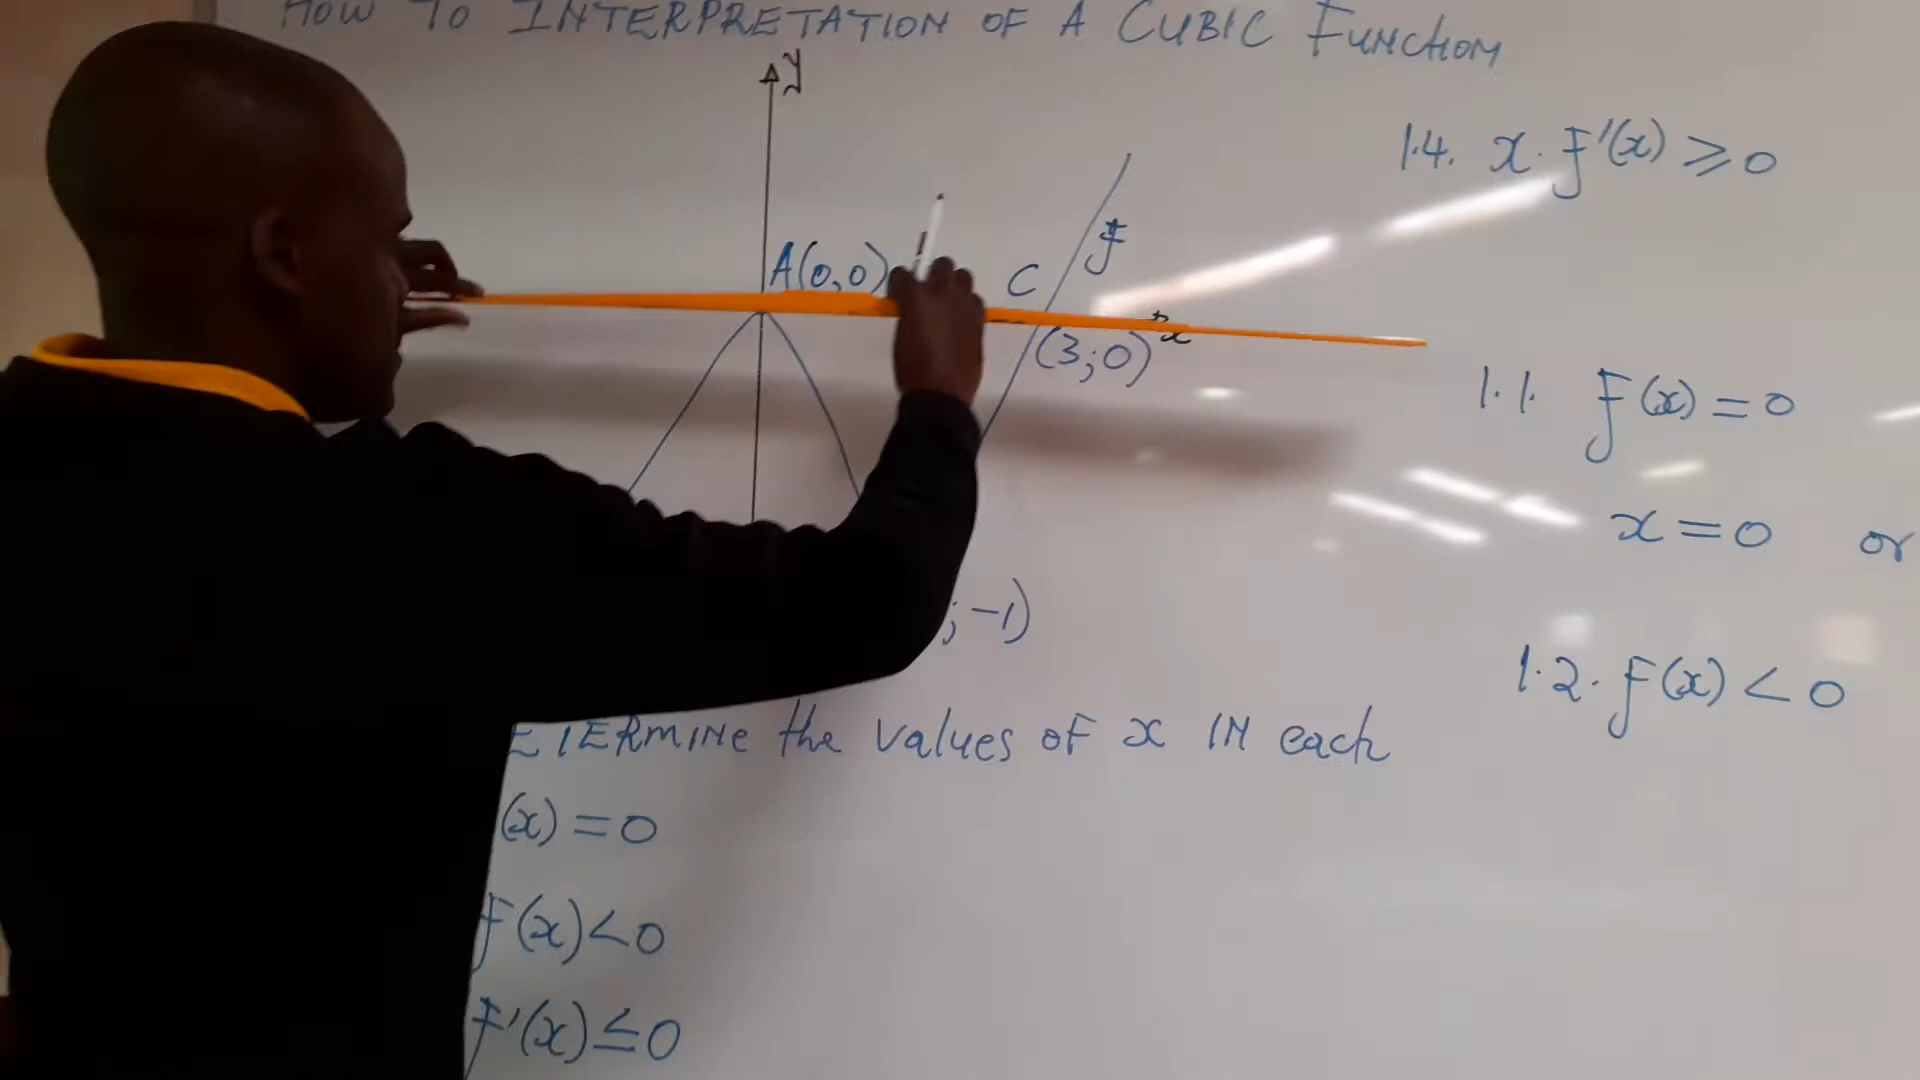 HOW TO INTERPRETATION OF A CUBIC FUNCTION
y
1.4. x. f'(x) ≥ 0
f
A(0,0)
C
x
(3;0)
1.1. f(x) = 0
x = 0 or
; -1)
1.2. f(x) < 0
ETERMINE the values of x IN each
(x) = 0
f(x) < 0
f'(x) ≤ 0